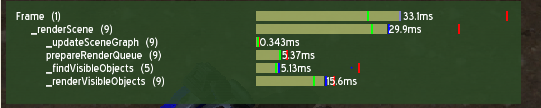 Frame (1) 33.1ms
_renderScene (9) 29.9ms
_updateSceneGraph (9) 0.343ms
prepareRenderQueue (9) 5.37ms
_findVisibleObjects (5) 5.13ms
_renderVisibleObjects (9) 15.6ms